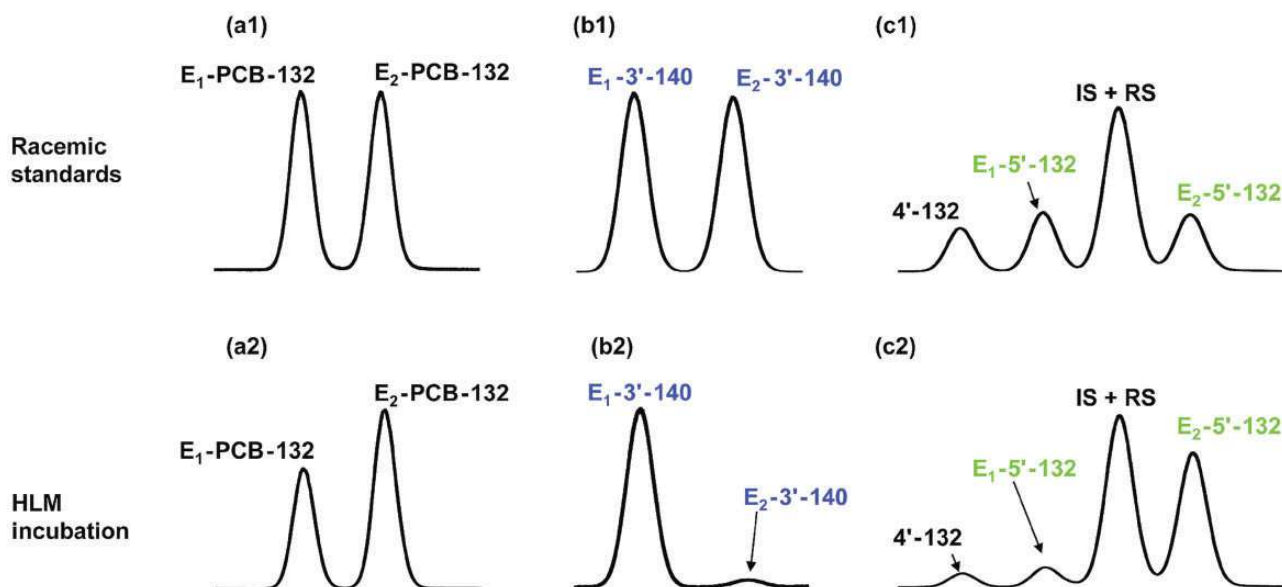 (a1)
(b1)
(c1)
E₁-PCB-132
E₂-PCB-132
E₁-3'-140
E₂-3'-140
IS + RS
Racemic
standards
E₁-5'-132
E₂-5'-132
4'-132
(a2)
(b2)
(c2)
E₂-PCB-132
E₁-3'-140
IS + RS
E₂-5'-132
E₁-PCB-132
E₁-5'-132
HLM
incubation
E₂-3'-140
4'-132